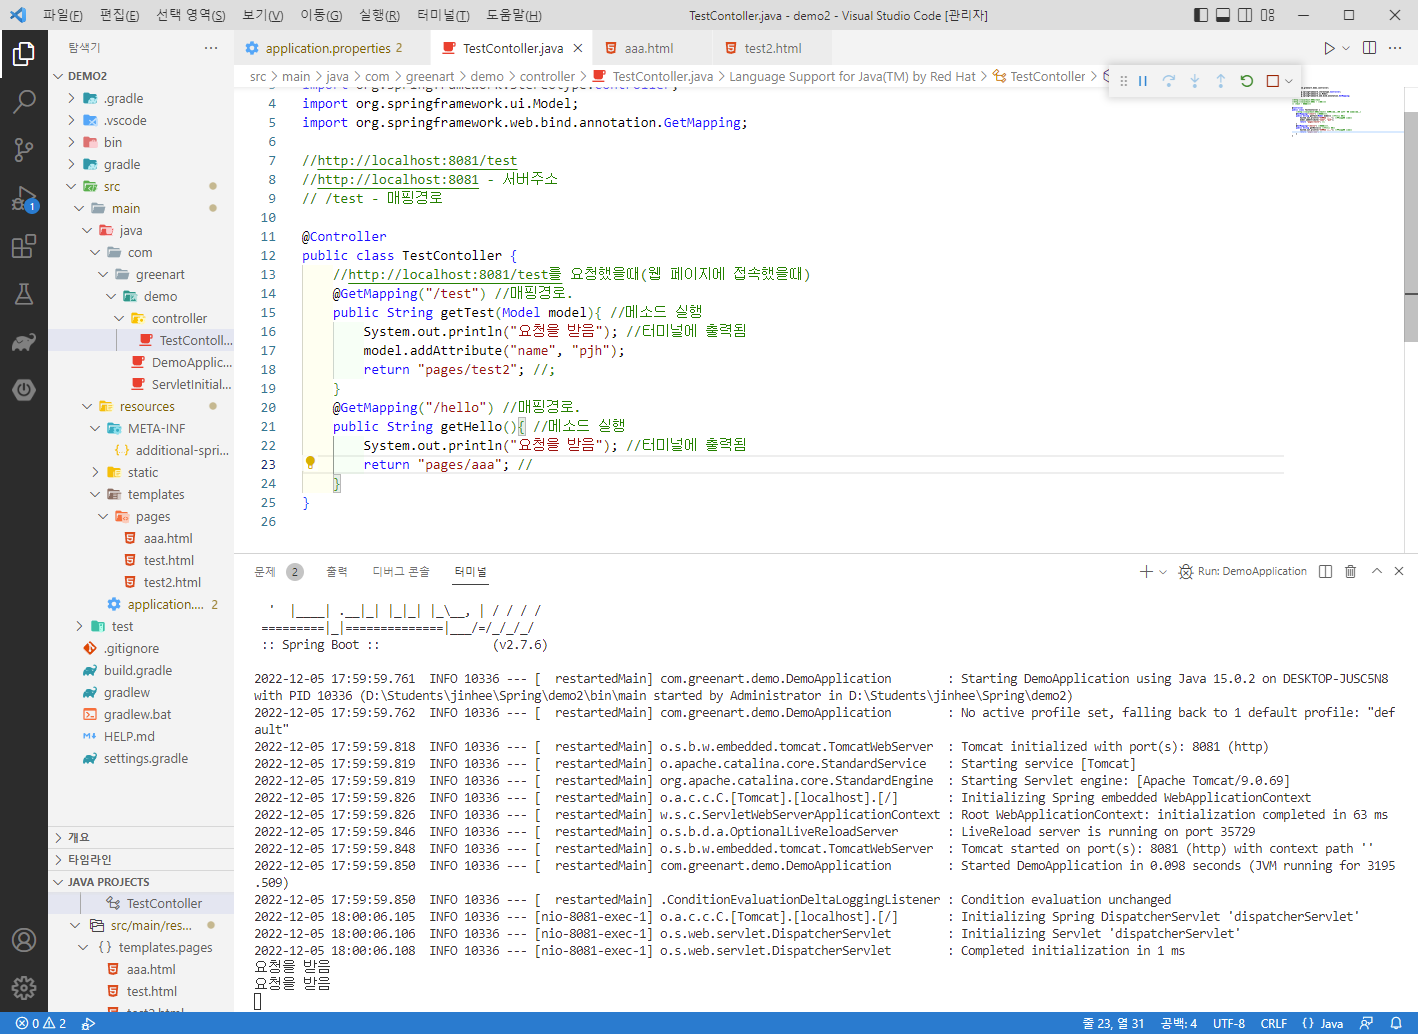 파일(F) 편집(E) 선택 영역(S) 보기(V) 이동(G) 실행(R) 터미널(T) 도움말(H) TestContoller.java - demo2 - Visual Studio Code [관리자]
탐색기 ···
application.properties 2 TestContoller.java aaa.html test2.html
src > main > java > com > greenart > demo > controller > TestContoller.java > Language Support for Java(TM) by Red Hat > TestContoller >
DEMO2
.gradle
.vscode
bin
gradle
src
main
java
com
greenart
demo
controller
TestContoll...
DemoApplic...
ServletInitial...
resources
META-INF
additional-spri...
static
templates
pages
aaa.html
test.html
test2.html
application.... 2
test
.gitignore
build.gradle
gradlew
gradlew.bat
HELP.md
settings.gradle
개요
타임라인
JAVA PROJECTS
TestContoller
src/main/res...
templates.pages
aaa.html
test.html
test2.html
1
import org.springframework.stereotype.Controller;
4 import org.springframework.ui.Model;
5 import org.springframework.web.bind.annotation.GetMapping;
6
7 //http://localhost:8081/test
8 //http://localhost:8081 - 서버주소
9 // /test - 매핑경로
10
11 @Controller
12 public class TestContoller {
13 //http://localhost:8081/test를 요청했을때(웹 페이지에 접속했을때)
14 @GetMapping("/test") //매핑경로.
15 public String getTest(Model model){ //메소드 실행
16 System.out.println("요청을 받음"); //터미널에 출력됨
17 model.addAttribute("name", "pjh");
18 return "pages/test2"; //;
19 }
20 @GetMapping("/hello") //매핑경로.
21 public String getHello(){ //메소드 실행
22 System.out.println("요청을 받음"); //터미널에 출력됨
23 return "pages/aaa"; //
24 }
25 }
26
문제 2 출력 디버그 콘솔 터미널 Run: DemoApplication
'  |____| .__|_| |_|_| |_\__, | / / / /
=========|_|==============|___/=/_/_/_/
:: Spring Boot :: (v2.7.6)
2022-12-05 17:59:59.761 INFO 10336 --- [ restartedMain] com.greenart.demo.DemoApplication : Starting DemoApplication using Java 15.0.2 on DESKTOP-JUSC5N8
with PID 10336 (D:\Students\jinhee\Spring\demo2\bin\main started by Administrator in D:\Students\jinhee\Spring\demo2)
2022-12-05 17:59:59.762 INFO 10336 --- [ restartedMain] com.greenart.demo.DemoApplication : No active profile set, falling back to 1 default profile: "def
ault"
2022-12-05 17:59:59.818 INFO 10336 --- [ restartedMain] o.s.b.w.embedded.tomcat.TomcatWebServer : Tomcat initialized with port(s): 8081 (http)
2022-12-05 17:59:59.819 INFO 10336 --- [ restartedMain] o.apache.catalina.core.StandardService : Starting service [Tomcat]
2022-12-05 17:59:59.819 INFO 10336 --- [ restartedMain] org.apache.catalina.core.StandardEngine : Starting Servlet engine: [Apache Tomcat/9.0.69]
2022-12-05 17:59:59.826 INFO 10336 --- [ restartedMain] o.a.c.c.C.[Tomcat].[localhost].[/] : Initializing Spring embedded WebApplicationContext
2022-12-05 17:59:59.826 INFO 10336 --- [ restartedMain] w.s.c.ServletWebServerApplicationContext : Root WebApplicationContext: initialization completed in 63 ms
2022-12-05 17:59:59.846 INFO 10336 --- [ restartedMain] o.s.b.d.a.OptionalLiveReloadServer : LiveReload server is running on port 35729
2022-12-05 17:59:59.848 INFO 10336 --- [ restartedMain] o.s.b.w.embedded.tomcat.TomcatWebServer : Tomcat started on port(s): 8081 (http) with context path ''
2022-12-05 17:59:59.850 INFO 10336 --- [ restartedMain] com.greenart.demo.DemoApplication : Started DemoApplication in 0.098 seconds (JVM running for 3195
.509)
2022-12-05 17:59:59.850 INFO 10336 --- [ restartedMain] .ConditionEvaluationDeltaLoggingListener : Condition evaluation unchanged
2022-12-05 18:00:06.105 INFO 10336 --- [nio-8081-exec-1] o.a.c.c.C.[Tomcat].[localhost].[/] : Initializing Spring DispatcherServlet 'dispatcherServlet'
2022-12-05 18:00:06.106 INFO 10336 --- [nio-8081-exec-1] o.s.web.servlet.DispatcherServlet : Initializing Servlet 'dispatcherServlet'
2022-12-05 18:00:06.108 INFO 10336 --- [nio-8081-exec-1] o.s.web.servlet.DispatcherServlet : Completed initialization in 1 ms
요청을 받음
요청을 받음
0 2 줄 23, 열 31 공백: 4 UTF-8 CRLF { } Java